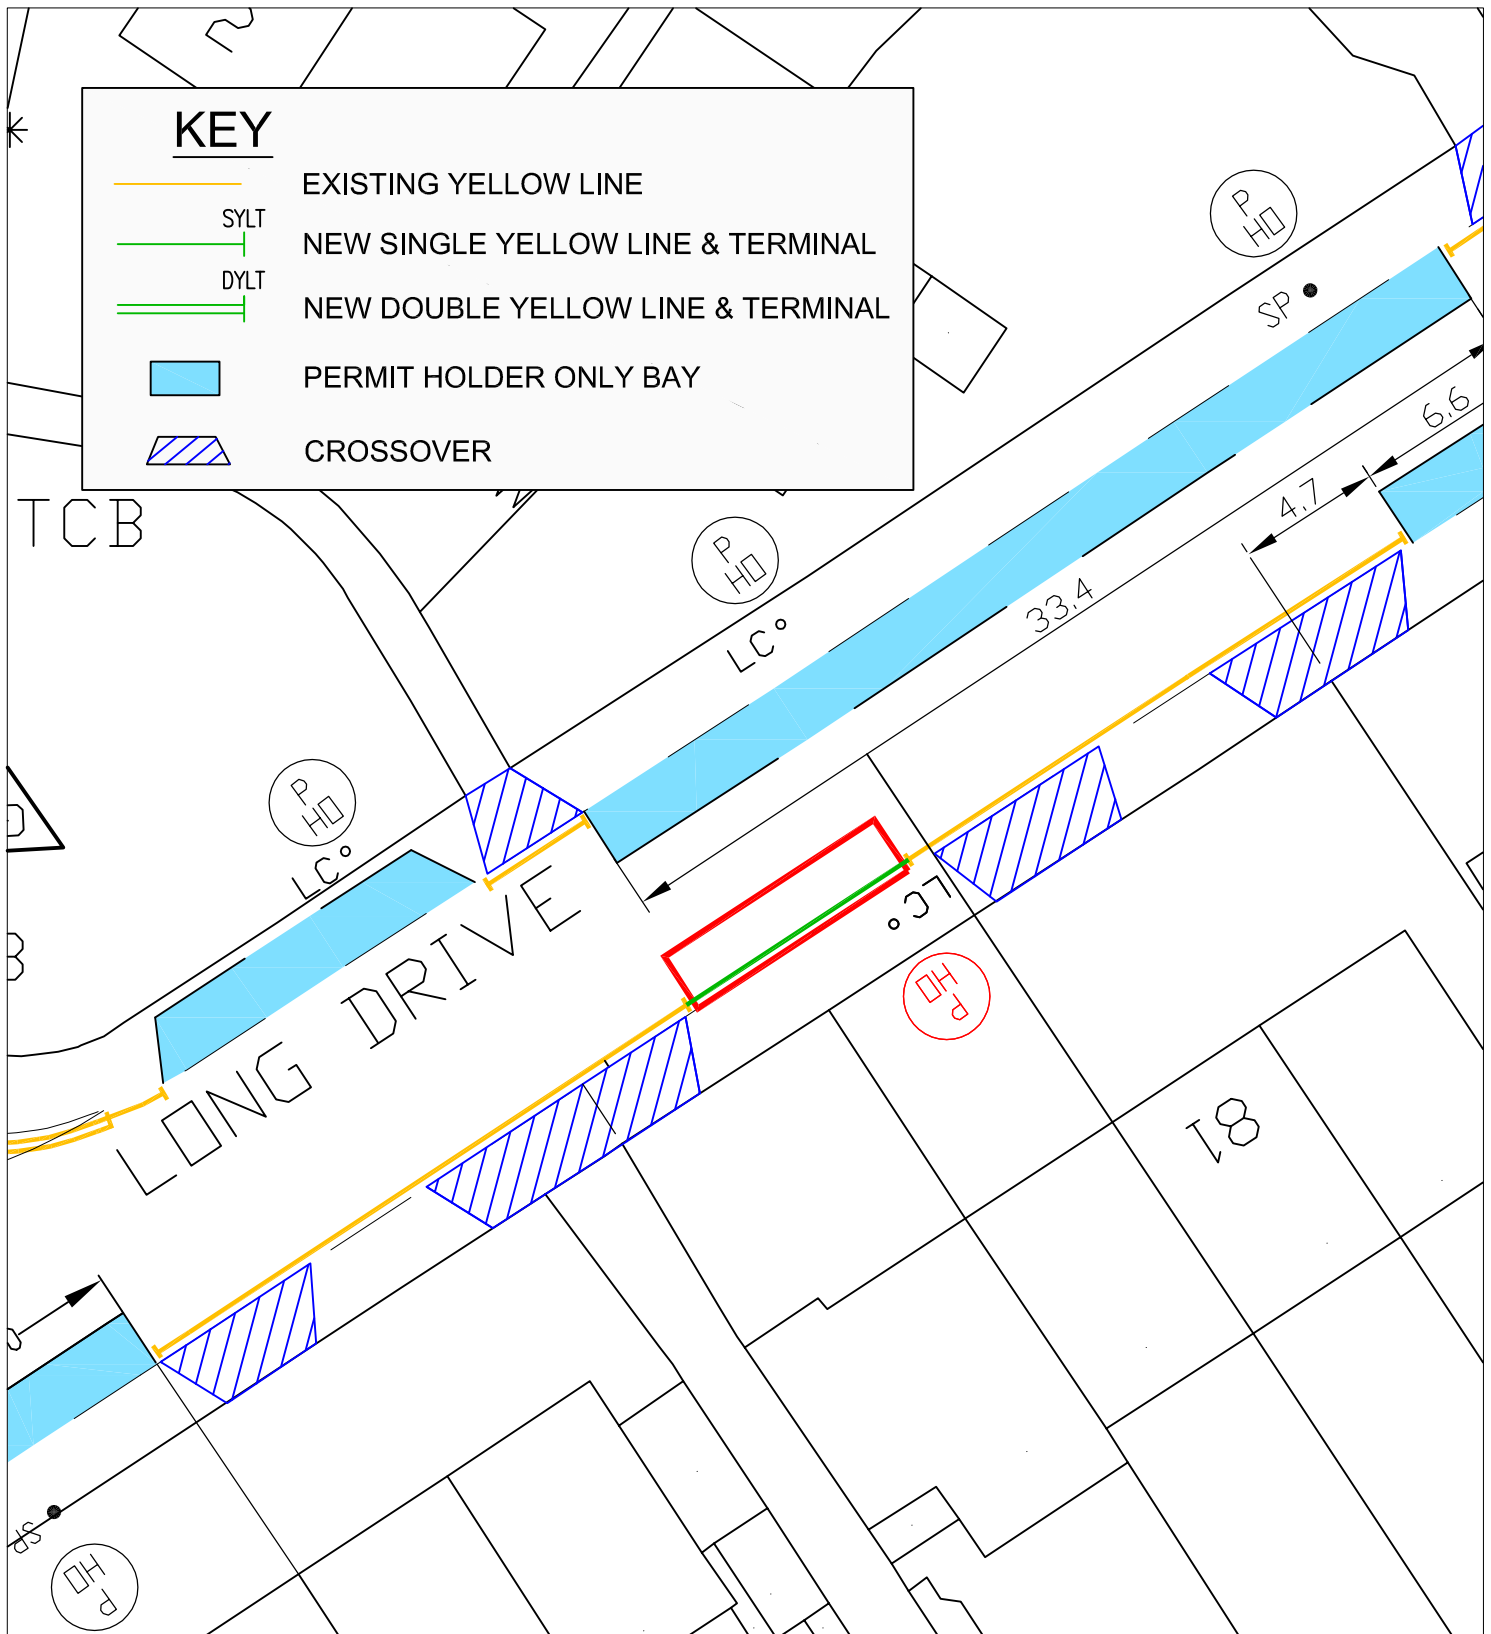 KEY
EXISTING YELLOW LINE
SYLT
NEW SINGLE YELLOW LINE & TERMINAL
DYLT
NEW DOUBLE YELLOW LINE & TERMINAL
PERMIT HOLDER ONLY BAY
CROSSOVER
P
HO
SP
6.6
4.7
TCB
P
HO
33.4
LC
P
HO
LC
LONG DRIVE
LC
P
HO
81
SP
P
HO